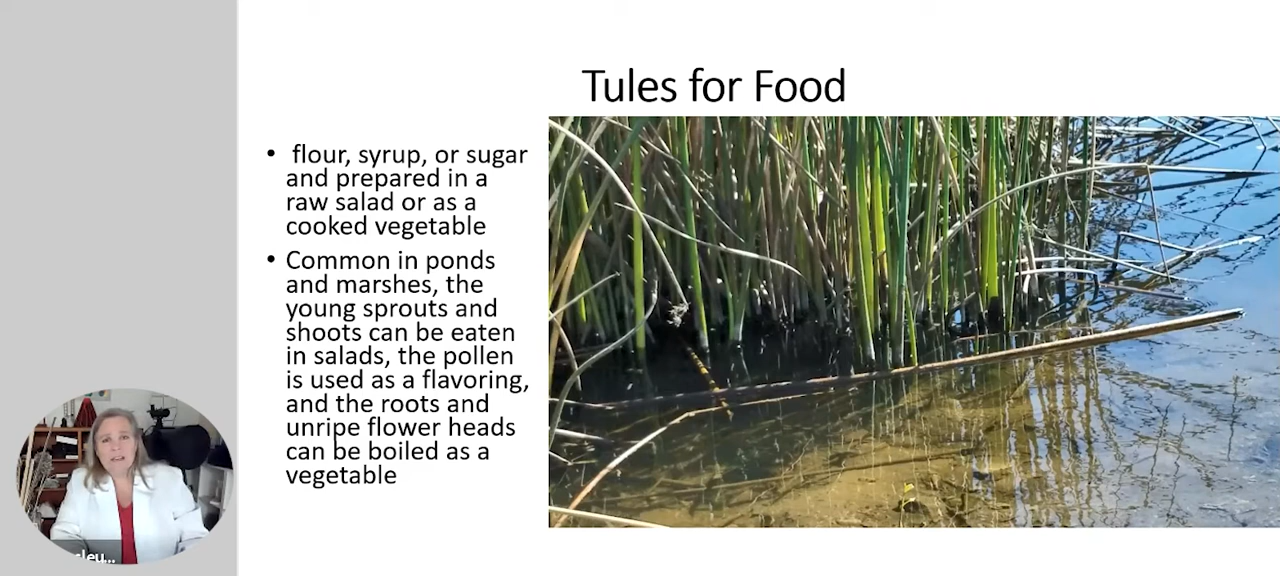 Tules for Food
• flour, syrup, or sugar
and prepared in a
raw salad or as a
cooked vegetable
• Common in ponds
and marshes, the
young sprouts and
shoots can be eaten
in salads, the pollen
is used as a flavoring,
and the roots and
unripe flower heads
can be boiled as a
vegetable